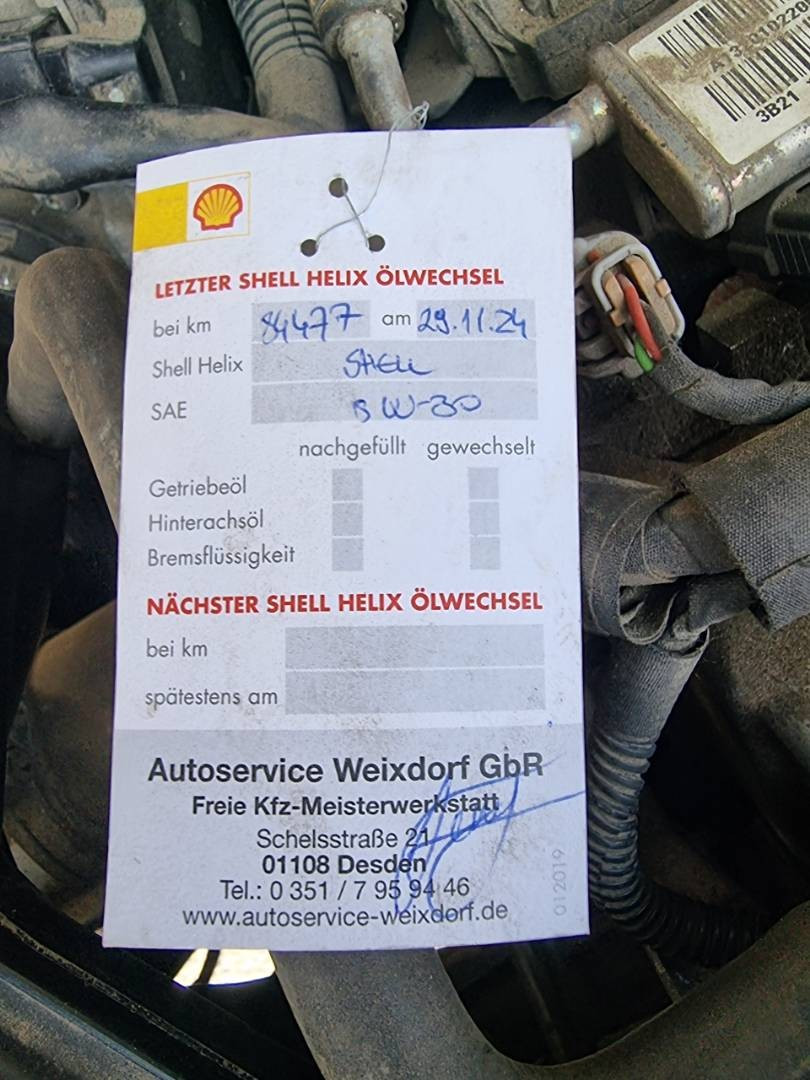 3B21
LETZTER SHELL HELIX ÖLWECHSEL
bei km 84477 am 29.11.24
Shell Helix SHELL
SAE 5W-30
nachgefüllt gewechselt
Getriebeöl
Hinterachsöl
Bremsflüssigkeit
NÄCHSTER SHELL HELIX ÖLWECHSEL
bei km
spätestens am
Autoservice Weixdorf GbR
Freie Kfz-Meisterwerkstatt
Schelsstraße 21
01108 Desden
Tel.: 0 351 / 7 95 94 46
www.autoservice-weixdorf.de
012019